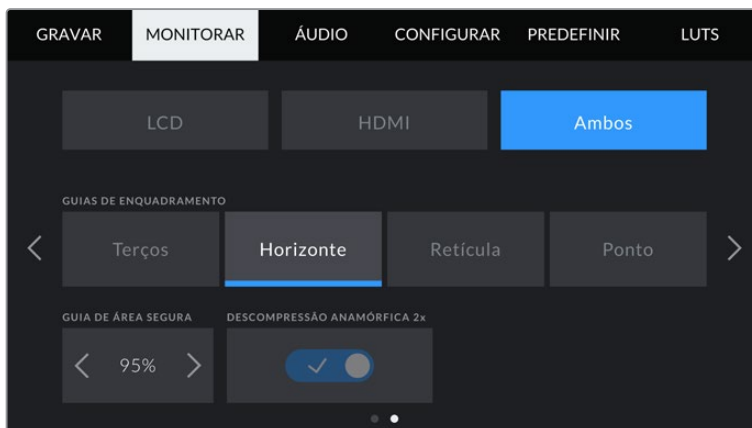 GRAVAR MONITORAR ÁUDIO CONFIGURAR PREDEFINIR LUTS
LCD HDMI Ambos
GUIAS DE ENQUADRAMENTO
Terços Horizonte Retícula Ponto
GUIA DE ÁREA SEGURA DESCOMPRESSÃO ANAMÓRFICA 2x
95%